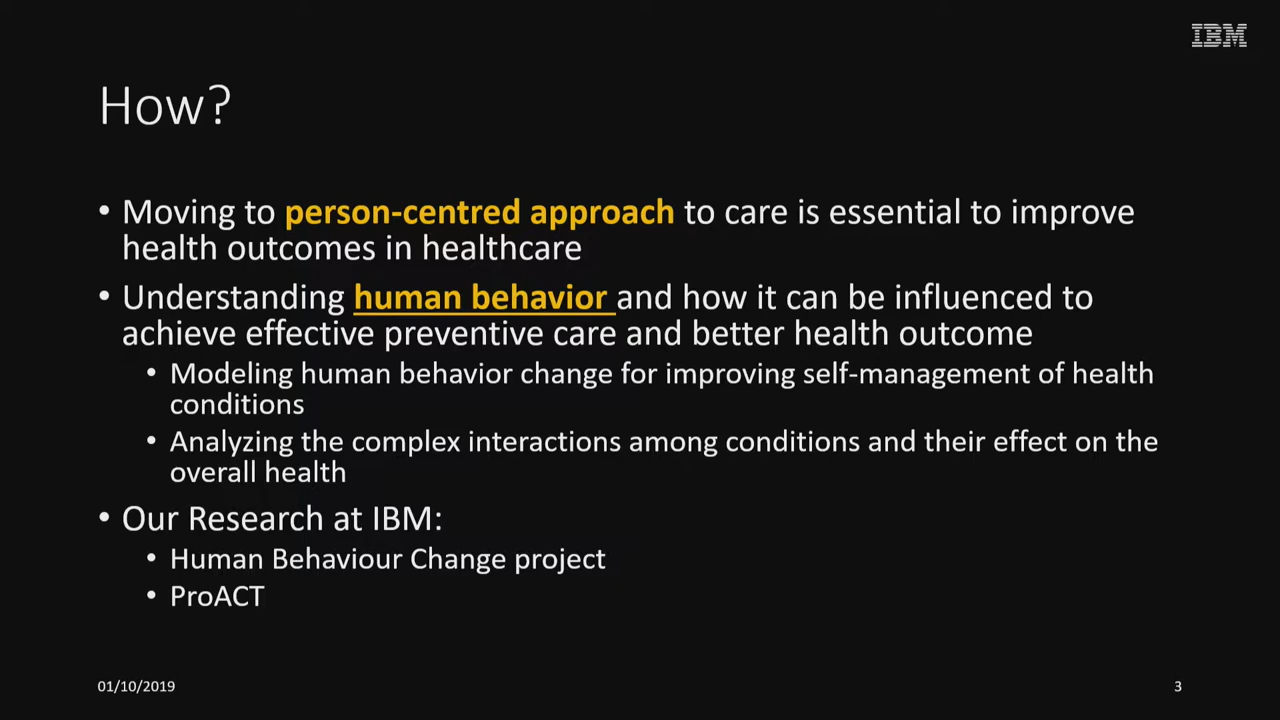 IBM
How?
• Moving to person-centred approach to care is essential to improve
health outcomes in healthcare
• Understanding human behavior and how it can be influenced to
achieve effective preventive care and better health outcome
• Modeling human behavior change for improving self-management of health
conditions
• Analyzing the complex interactions among conditions and their effect on the
overall health
• Our Research at IBM:
• Human Behaviour Change project
• ProACT
01/10/2019
3